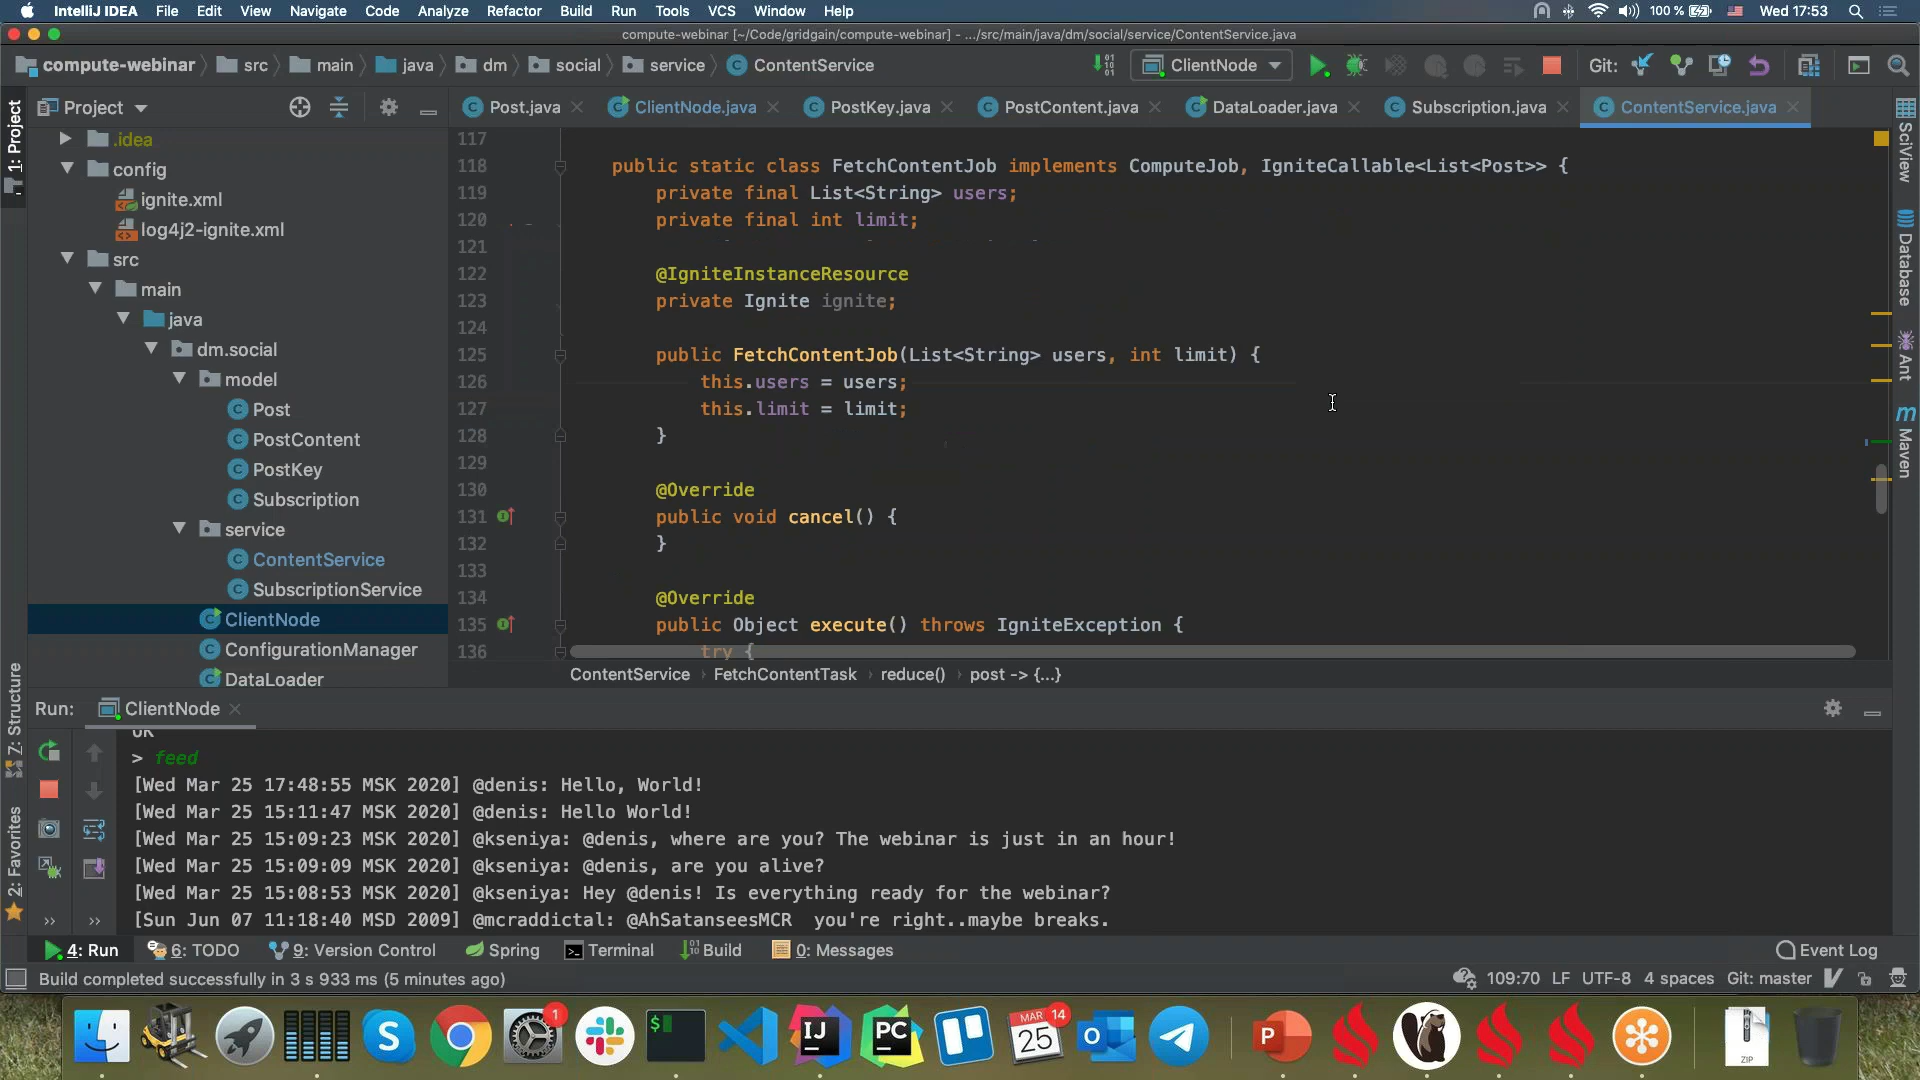 IntelliJ IDEA File Edit View Navigate Code Analyze Refactor Build Run Tools VCS Window Help 100 % Wed 17:53
compute-webinar [~/Code/gridgain/compute-webinar] - .../src/main/java/dm/social/service/ContentService.java
compute-webinar src main java dm social service ContentService ClientNode Git:
Project Post.java ClientNode.java PostKey.java PostContent.java DataLoader.java Subscription.java ContentService.java
1: Project
7: Structure
2: Favorites
.idea
config
ignite.xml
log4j2-ignite.xml
src
main
java
dm.social
model
Post
PostContent
PostKey
Subscription
service
ContentService
SubscriptionService
ClientNode
ConfigurationManager
DataLoader
117
118 public static class FetchContentJob implements ComputeJob, IgniteCallable<List<Post>> {
119 private final List<String> users;
120 private final int limit;
121
122 @IgniteInstanceResource
123 private Ignite ignite;
124
125 public FetchContentJob(List<String> users, int limit) {
126 this.users = users;
127 this.limit = limit;
128 }
129
130 @Override
131 public void cancel() {
132 }
133
134 @Override
135 public Object execute() throws IgniteException {
136 try {
ContentService FetchContentTask reduce() post -> {...}
SciView
Database
Ant
Maven
Run: ClientNode
OK
> feed
[Wed Mar 25 17:48:55 MSK 2020] @denis: Hello, World!
[Wed Mar 25 15:11:47 MSK 2020] @denis: Hello World!
[Wed Mar 25 15:09:23 MSK 2020] @kseniya: @denis, where are you? The webinar is just in an hour!
[Wed Mar 25 15:09:09 MSK 2020] @kseniya: @denis, are you alive?
[Wed Mar 25 15:08:53 MSK 2020] @kseniya: Hey @denis! Is everything ready for the webinar?
[Sun Jun 07 11:18:40 MSD 2009] @mcraddictal: @AhSatanseesMCR you're right..maybe breaks.
4: Run 6: TODO 9: Version Control Spring Terminal Build 0: Messages Event Log
Build completed successfully in 3 s 933 ms (5 minutes ago) 109:70 LF UTF-8 4 spaces Git: master
1
MAR 14
25
IJ
PC
ZIP